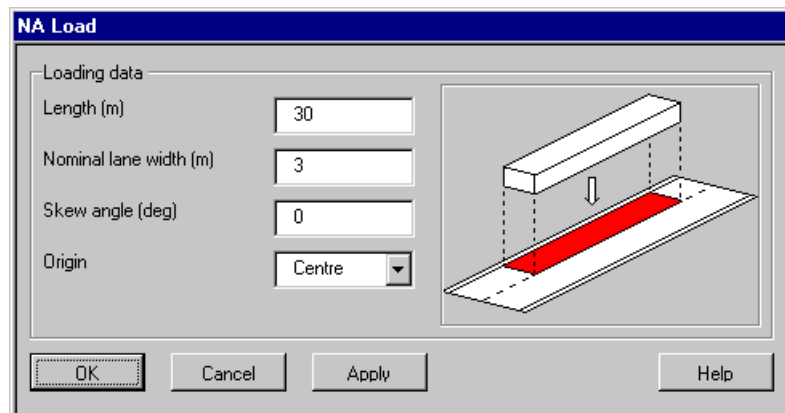 NA Load
Loading data
Length (m) 30
Nominal lane width (m) 3
Skew angle (deg) 0
Origin Centre
OK Cancel Apply Help